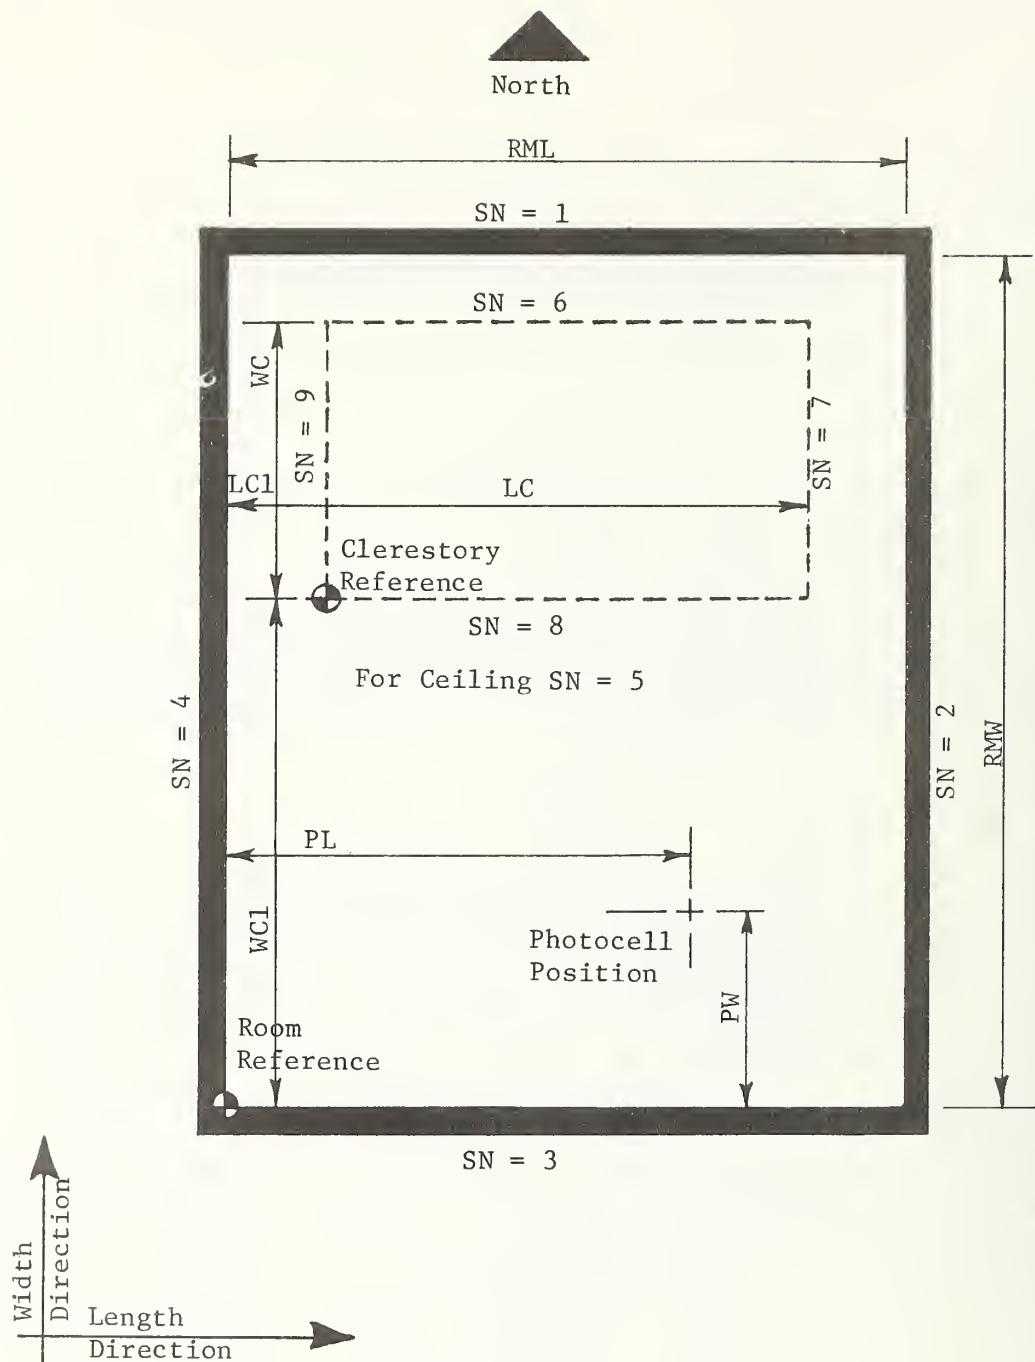 North
RML
SN = 1
SN = 6
WC
SN = 9
SN = 7
LC1
LC
Clerestory
Reference
SN = 8
For Ceiling SN = 5
SN = 4
SN = 2
RMW
PL
WC1
Photocell
Position
PW
Room
Reference
SN = 3
Width
Direction
Length
Direction